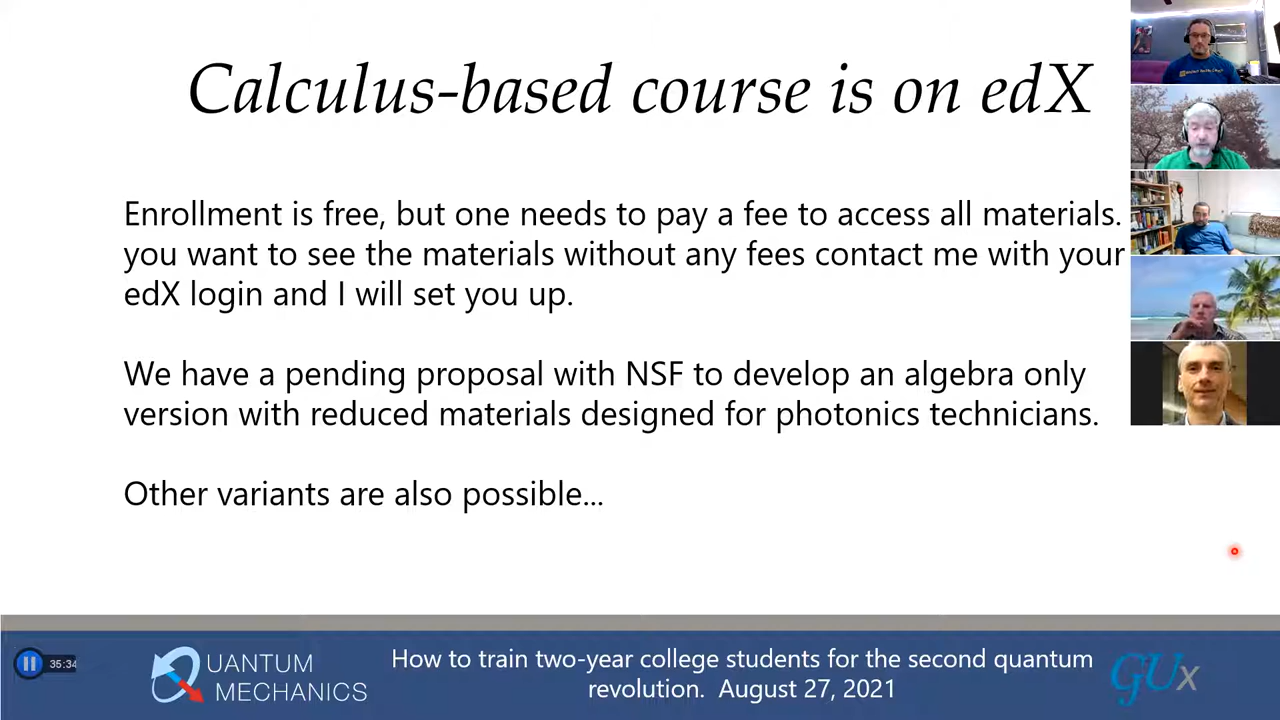 Calculus-based course is on edX
Enrollment is free, but one needs to pay a fee to access all materials.
you want to see the materials without any fees contact me with your
edX login and I will set you up.
We have a pending proposal with NSF to develop an algebra only
version with reduced materials designed for photonics technicians.
Other variants are also possible...
35:34
QUANTUM
MECHANICS
How to train two-year college students for the second quantum
revolution. August 27, 2021
GUx